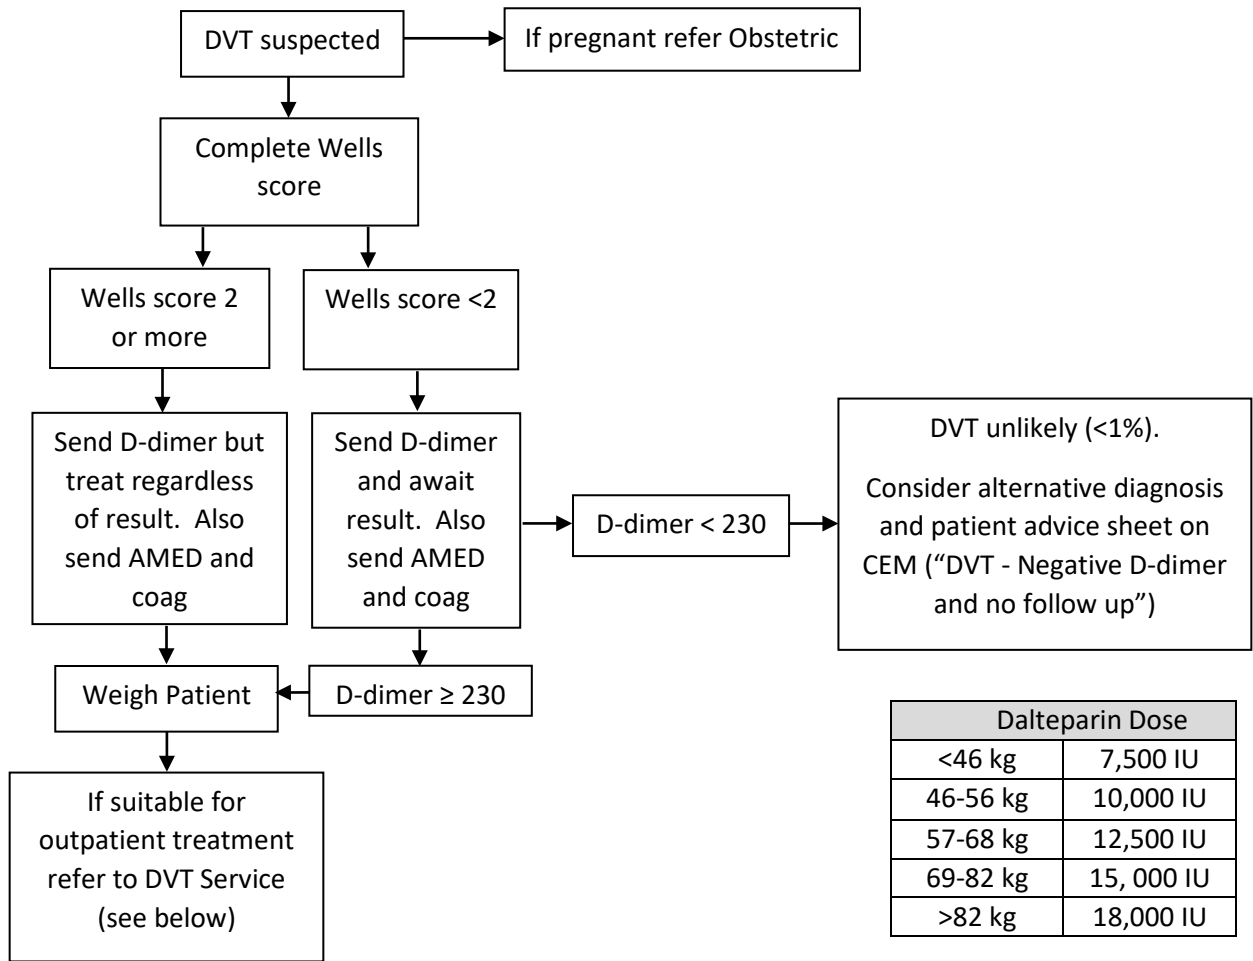 DVT suspected
If pregnant refer Obstetric
Complete Wells
score
Wells score 2
or more
Wells score <2
Send D-dimer but
treat regardless
of result.  Also
send AMED and
coag
Send D-dimer
and await
result.  Also
send AMED
and coag
D-dimer < 230
DVT unlikely (<1%).
Consider alternative diagnosis
and patient advice sheet on
CEM (“DVT - Negative D-dimer
and no follow up”)
Weigh Patient
D-dimer ≥ 230
If suitable for
outpatient treatment
refer to DVT Service
(see below)
Dalteparin Dose
<46 kg 7,500 IU
46-56 kg 10,000 IU
57-68 kg 12,500 IU
69-82 kg 15, 000 IU
>82 kg 18,000 IU